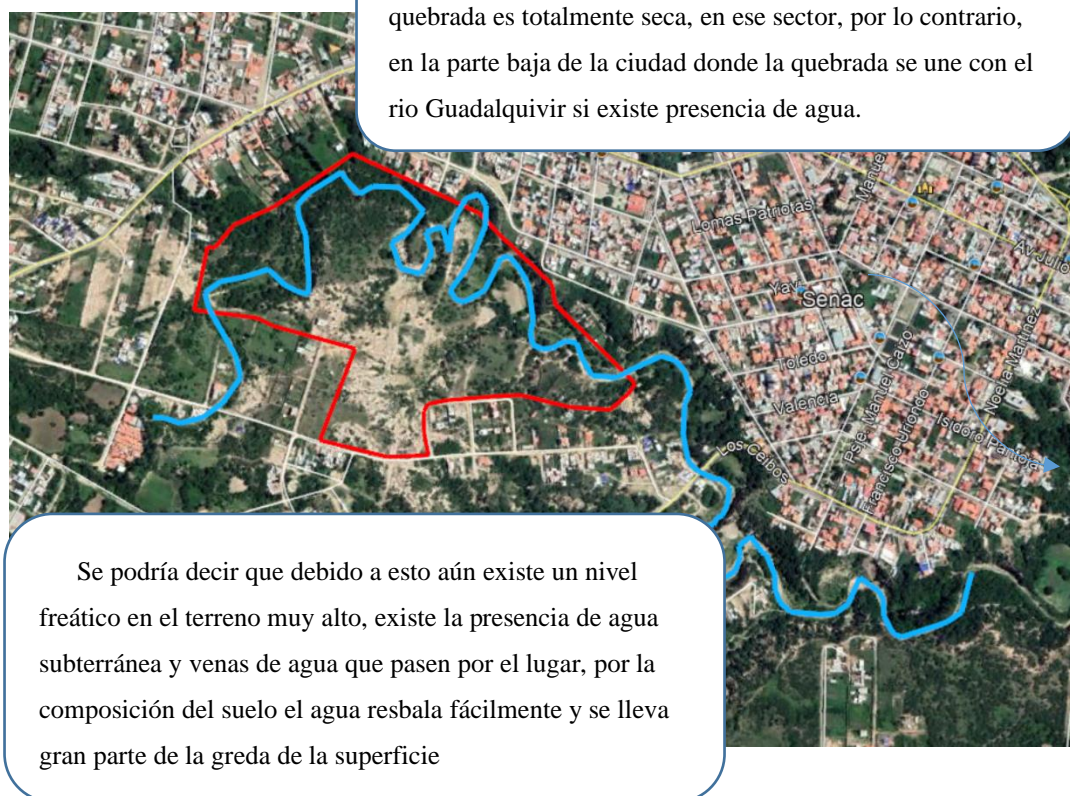 quebrada es totalmente seca, en ese sector, por lo contrario,
en la parte baja de la ciudad donde la quebrada se une con el
rio Guadalquivir si existe presencia de agua.
Manuel
Lomas Patriotas
Av Julio
Yav
Senac
Toledo
Valencia
Psje. Manuel Calzo
Francisco Uriondo
Noelia Martinez
Isidoro Pantoja
Los Ceibos
Se podría decir que debido a esto aún existe un nivel
freático en el terreno muy alto, existe la presencia de agua
subterránea y venas de agua que pasen por el lugar, por la
composición del suelo el agua resbala fácilmente y se lleva
gran parte de la greda de la superficie